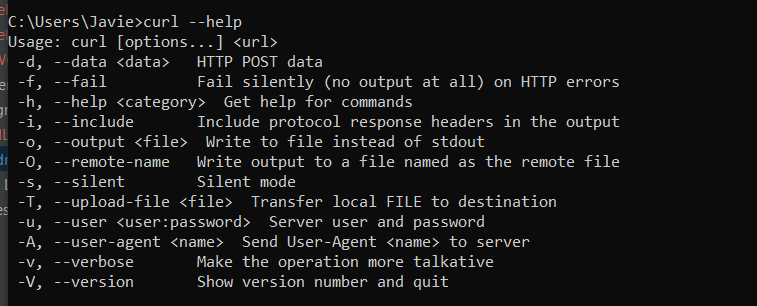 C:\Users\Javie>curl --help
Usage: curl [options...] <url>
 -d, --data <data>   HTTP POST data
 -f, --fail          Fail silently (no output at all) on HTTP errors
 -h, --help <category>  Get help for commands
 -i, --include       Include protocol response headers in the output
 -o, --output <file>  Write to file instead of stdout
 -O, --remote-name   Write output to a file named as the remote file
 -s, --silent        Silent mode
 -T, --upload-file <file>  Transfer local FILE to destination
 -u, --user <user:password>  Server user and password
 -A, --user-agent <name>  Send User-Agent <name> to server
 -v, --verbose       Make the operation more talkative
 -V, --version       Show version number and quit